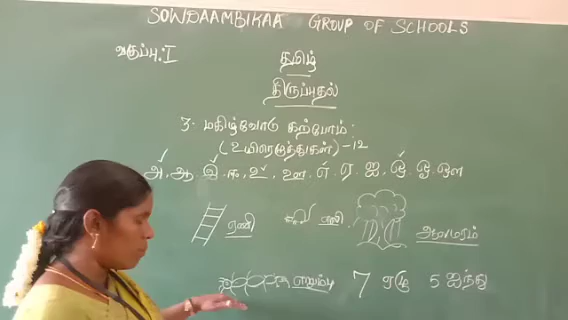 SOWDAAMBIKAA GROUP OF SCHOOLS
வகுப்பு: I
தமிழ்
திருப்புதல்
3. மகிழ்வோடு கற்போம்
(உயிரெழுத்துகள்) - 12
அ, ஆ, இ, ஈ, உ, ஊ, எ, ஏ, ஐ, ஒ, ஓ, ஔ
ஏணி எலி ஆலமரம்
எறும்பு 7 ஏழு 5 ஐந்து